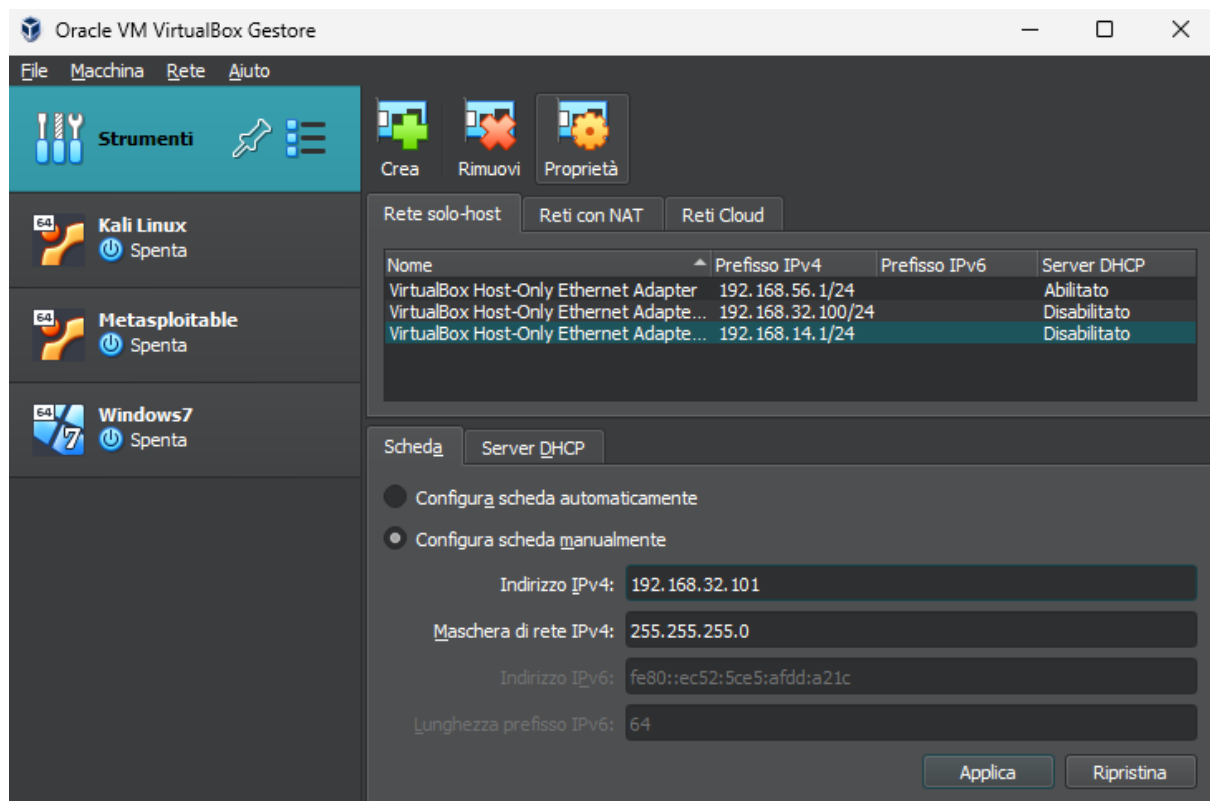 Oracle VM VirtualBox Gestore
File Macchina Rete Aiuto
Strumenti
Crea Rimuovi Proprietà
64 Kali Linux
Spenta
64 Metasploitable
Spenta
64 Windows7
7 Spenta
Rete solo-host Reti con NAT Reti Cloud
Nome Prefisso IPv4 Prefisso IPv6 Server DHCP
VirtualBox Host-Only Ethernet Adapter 192.168.56.1/24 Abilitato
VirtualBox Host-Only Ethernet Adapte... 192.168.32.100/24 Disabilitato
VirtualBox Host-Only Ethernet Adapte... 192.168.14.1/24 Disabilitato
Scheda Server DHCP
Configura scheda automaticamente
Configura scheda manualmente
Indirizzo IPv4: 192.168.32.101
Maschera di rete IPv4: 255.255.255.0
Indirizzo IPv6: fe80::ec52:5ce5:afdd:a21c
Lunghezza prefisso IPv6: 64
Applica Ripristina